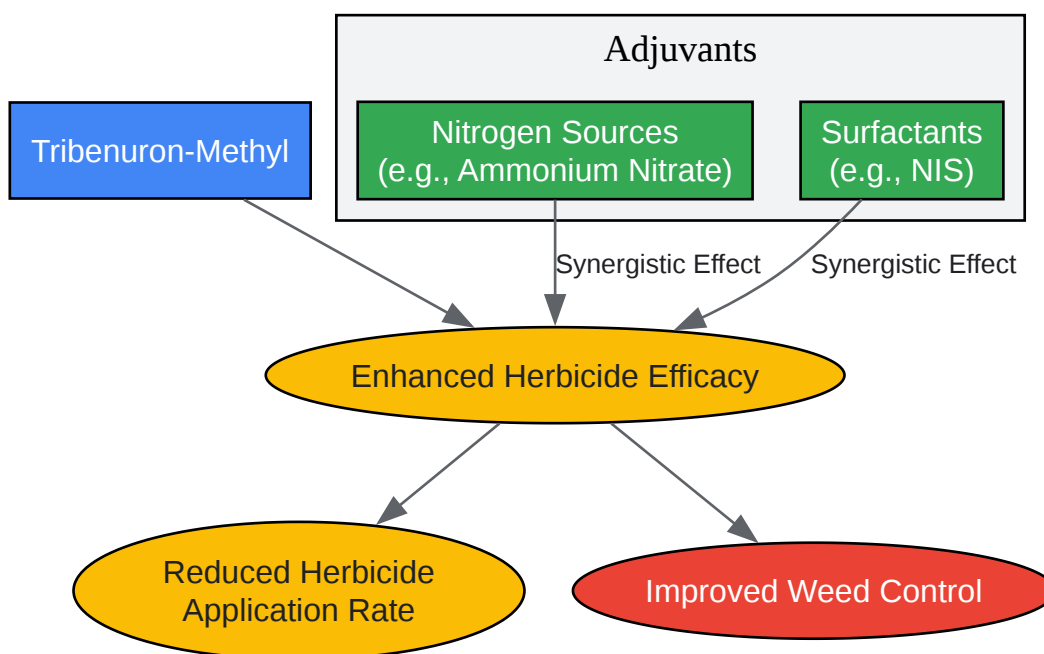 Adjuvants
Tribenuron-Methyl
Nitrogen Sources
(e.g., Ammonium Nitrate)
Surfactants
(e.g., NIS)
Synergistic Effect
Synergistic Effect
Enhanced Herbicide Efficacy
Reduced Herbicide
Application Rate
Improved Weed Control